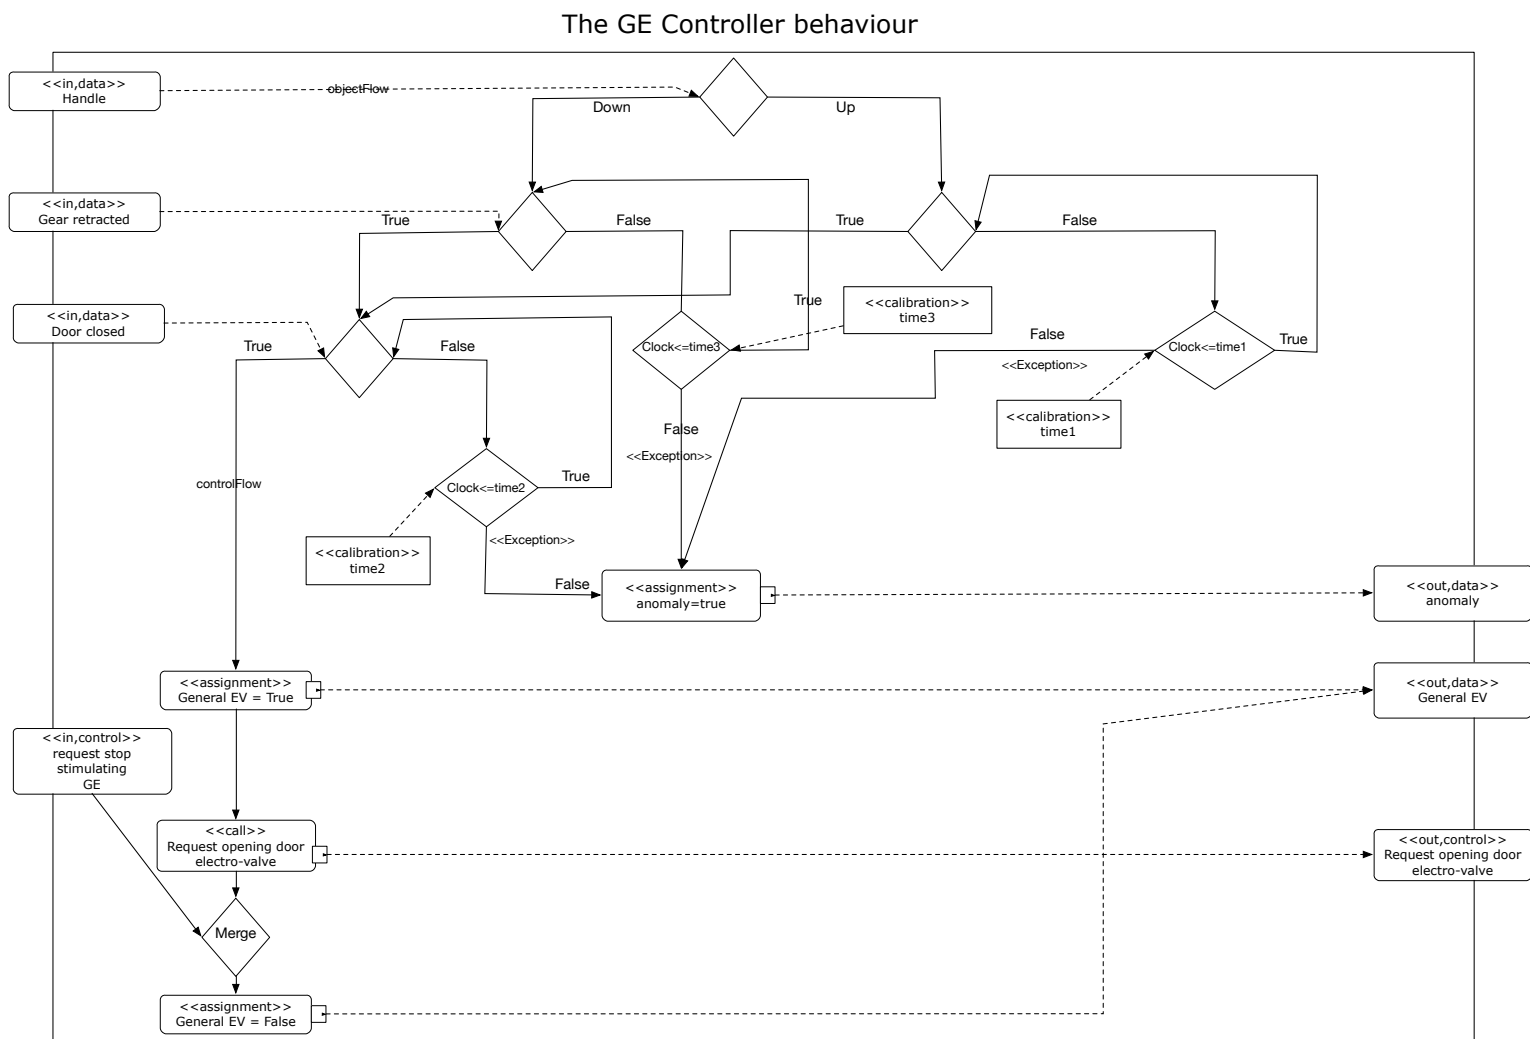 The GE Controller behaviour
<<in,data>>
Handle
objectFlow
Down
Up
<<in,data>>
Gear retracted
True
False
True
False
<<in,data>>
Door closed
True
<<calibration>>
time3
True
False
Clock<=time3
False
<<Exception>>
Clock<=time1
True
<<calibration>>
time1
False
<<Exception>>
controlFlow
Clock<=time2
True
<<calibration>>
time2
<<Exception>>
False
<<assignment>>
anomaly=true
<<out,data>>
anomaly
<<assignment>>
General EV = True
<<out,data>>
General EV
<<in,control>>
request stop
stimulating
GE
<<call>>
Request opening door
electro-valve
<<out,control>>
Request opening door
electro-valve
Merge
<<assignment>>
General EV = False